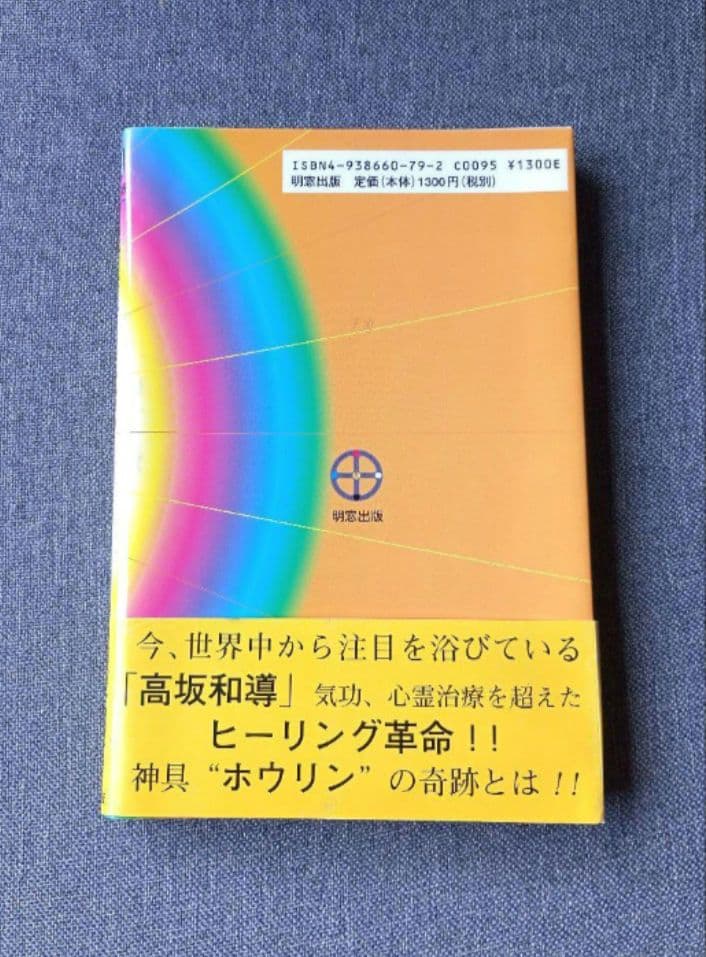 ISBN4-938660-79-2 C0095 ¥1300E
明窓出版 定価(本体)1300円(税別)
明窓出版
今、世界中から注目を浴びている
「高坂和導」気功、心霊治療を超えた
ヒーリング革命!!
神具“ホウリン”の奇跡とは!!